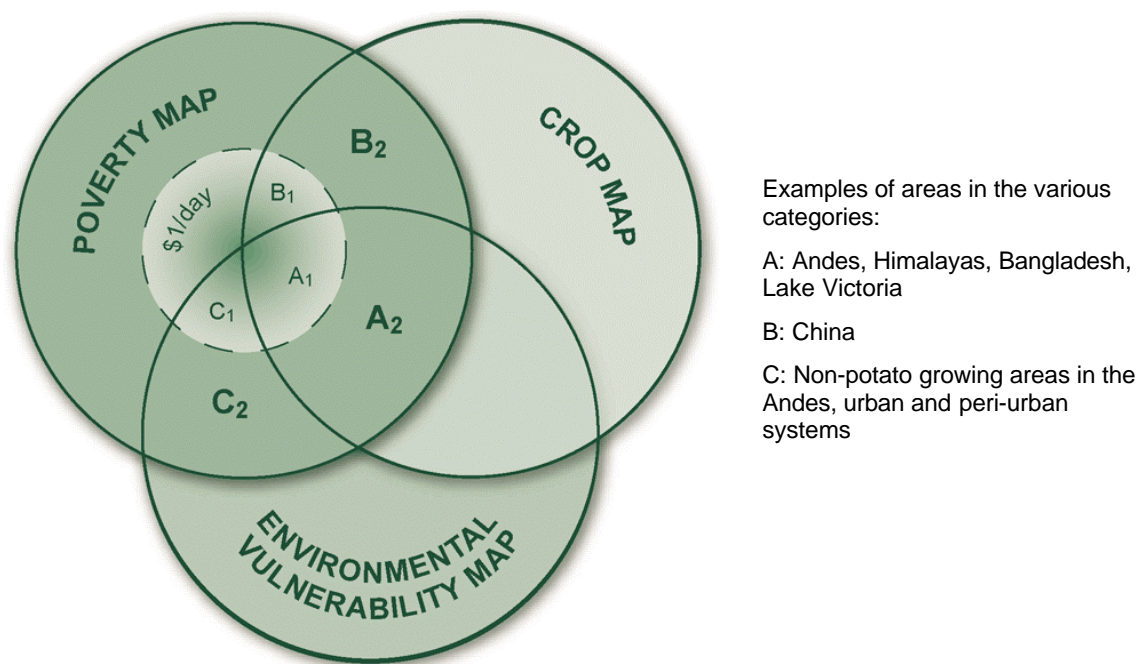 POVERTY MAP
CROP MAP
B₂
$1/day
B₁
A₁
C₁
A₂
C₂
ENVIRONMENTAL
VULNERABILITY MAP
Examples of areas in the various
categories:
A: Andes, Himalayas, Bangladesh,
Lake Victoria
B: China
C: Non-potato growing areas in the
Andes, urban and peri-urban
systems